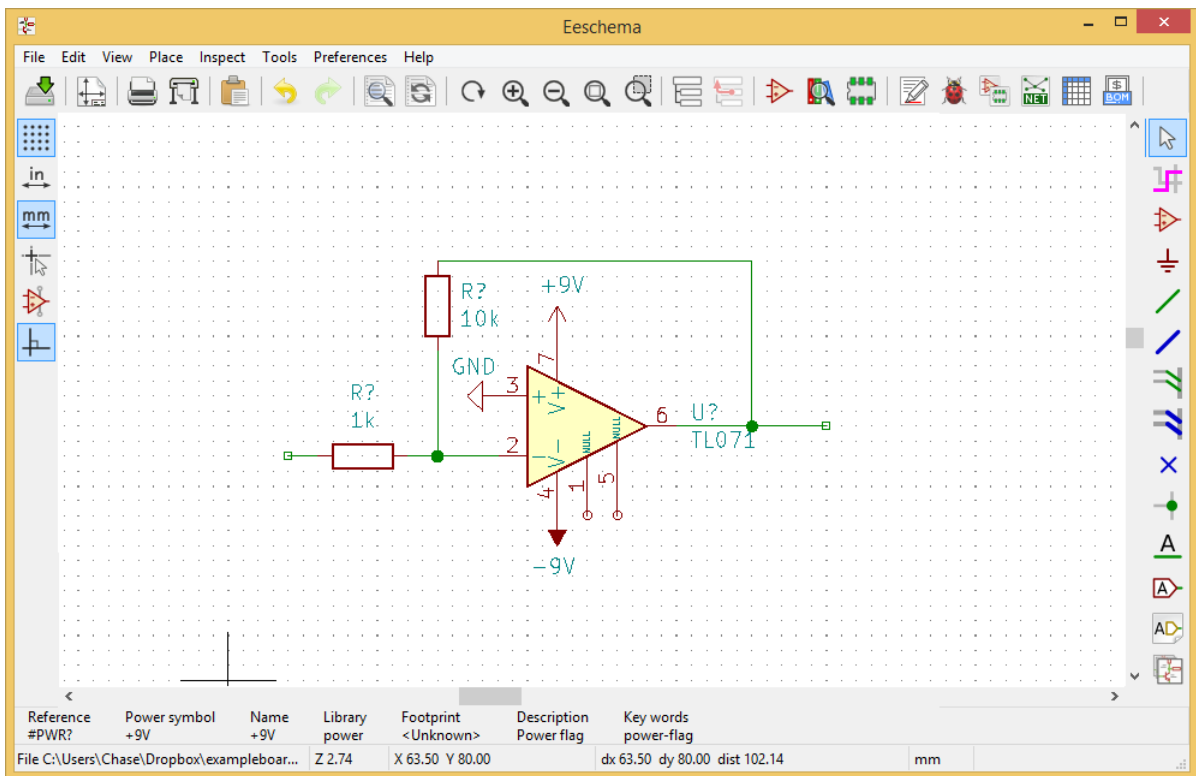 Eeschema
File Edit View Place Inspect Tools Preferences Help
NET
$
BOM
in
mm
A
A
AD
R?
10k
+9V
7
GND
3
+
V+
R?
1k
6
U?
TL071
NULL
NULL
2
−
V−
4
1
5
−9V
Reference Power symbol Name Library Footprint Description Key words
#PWR? +9V +9V power <Unknown> Power flag power-flag
File C:\Users\Chase\Dropbox\exampleboar... Z 2.74 X 63.50 Y 80.00 dx 63.50 dy 80.00 dist 102.14 mm